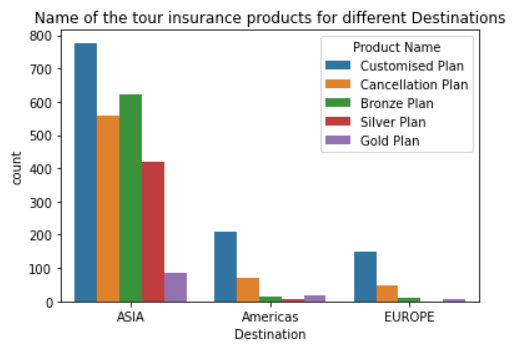 Name of the tour insurance products for different Destinations
800
700
600
500
400
300
200
100
0
count
Product Name
Customised Plan
Cancellation Plan
Bronze Plan
Silver Plan
Gold Plan
ASIA
Americas
EUROPE
Destination